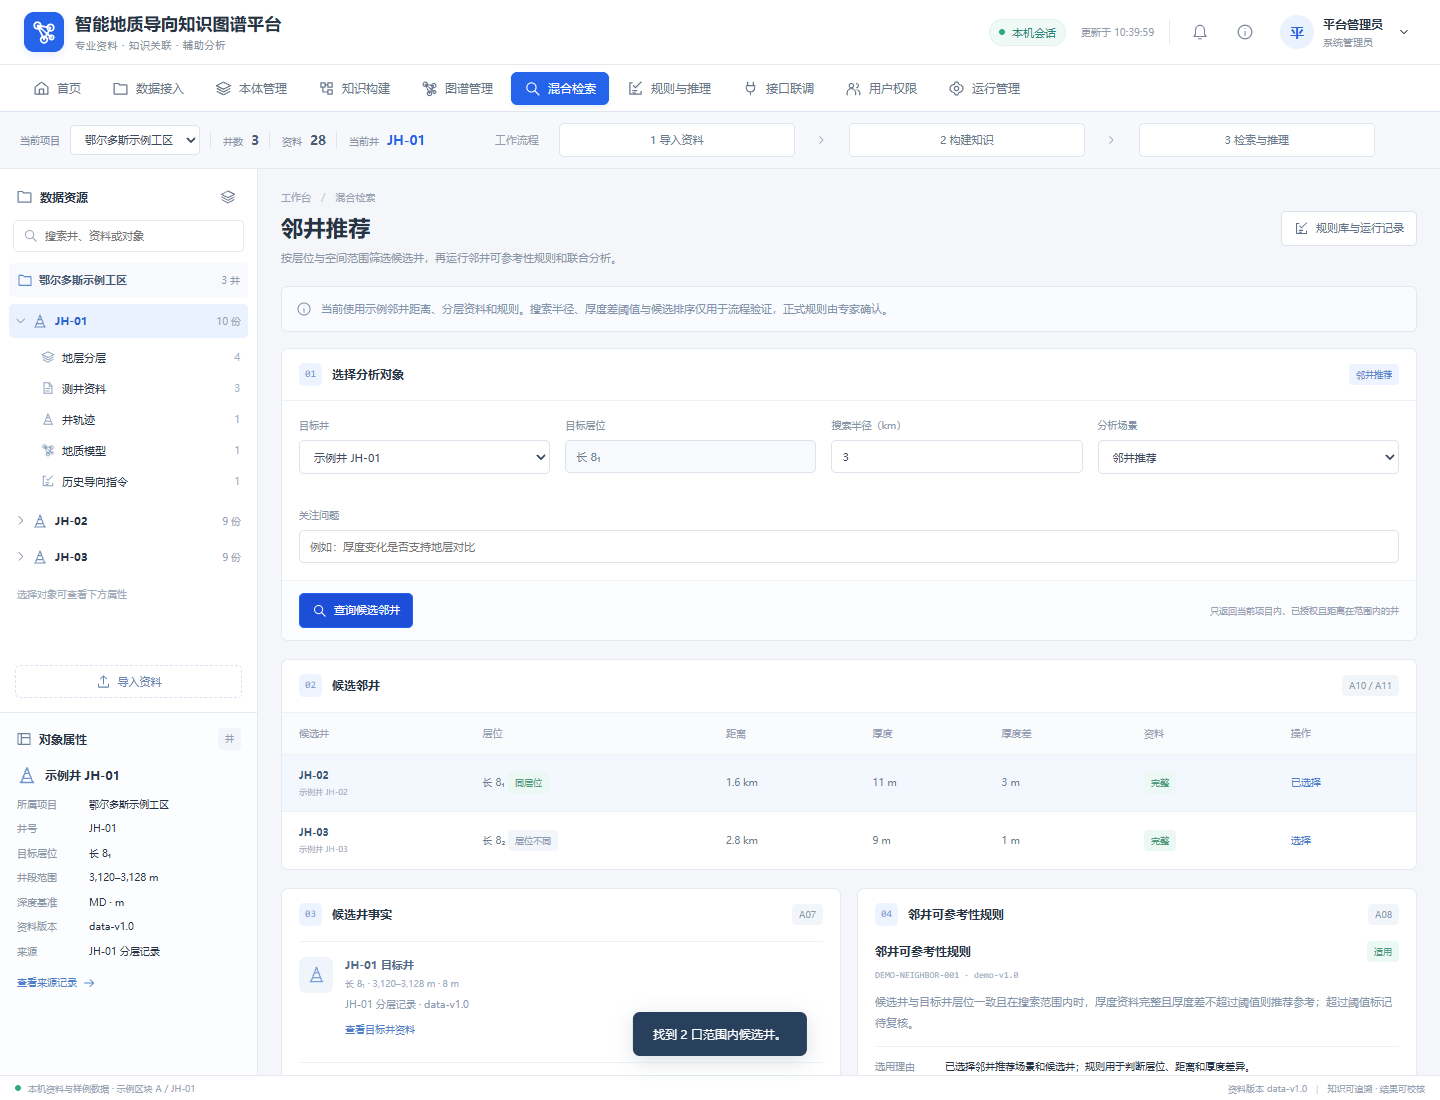 智能地质导向知识图谱平台
专业资料 · 知识关联 · 辅助分析
本机会话
更新于 10:39:59
平
平台管理员
系统管理员
首页
数据接入
本体管理
知识构建
图谱管理
混合检索
规则与推理
接口联调
用户权限
运行管理
当前项目
鄂尔多斯示例工区
井数 3
资料 28
当前井 JH-01
工作流程
1 导入资料
2 构建知识
3 检索与推理
数据资源
搜索井、资料或对象
鄂尔多斯示例工区 3 井
JH-01 10 份
地层分层 4
测井资料 3
井轨迹 1
地质模型 1
历史导向指令 1
JH-02 9 份
JH-03 9 份
选择对象可查看下方属性
导入资料
对象属性 井
示例井 JH-01
所属项目 鄂尔多斯示例工区
井号 JH-01
目标层位 长 8₁
井段范围 3,120–3,128 m
深度基准 MD · m
资料版本 data-v1.0
来源 JH-01 分层记录
查看来源记录
工作台 / 混合检索
邻井推荐
按层位与空间范围筛选候选井，再运行邻井可参考性规则和联合分析。
规则库与运行记录
当前使用示例邻井距离、分层资料和规则。搜索半径、厚度差阈值与候选排序仅用于流程验证，正式规则由专家确认。
01 选择分析对象 邻井推荐
目标井 目标层位 搜索半径（km） 分析场景
示例井 JH-01 长 8₁ 3 邻井推荐
关注问题
例如：厚度变化是否支持地层对比
查询候选邻井
只返回当前项目内、已授权且距离在范围内的井
02 候选邻井 A10 / A11
候选井 层位 距离 厚度 厚度差 资料 操作
JH-02 长 8₁ 同层位 1.6 km 11 m 3 m 完整 已选择
示例井 JH-02
JH-03 长 8₂ 层位不同 2.8 km 9 m 1 m 完整 选择
示例井 JH-03
03 候选井事实 A07
JH-01 目标井
长 8₁ · 3,120–3,128 m · 8 m
JH-01 分层记录 · data-v1.0
查看目标井资料
04 邻井可参考性规则 A08
邻井可参考性规则 适用
DEMO-NEIGHBOR-001 · demo-v1.0
候选井与目标井层位一致且在搜索范围内时，厚度资料完整且厚度差不超过阈值则推荐参考；超过阈值标记
待复核。
选用理由 已选择邻井推荐场景和候选井；规则用于判断层位、距离和厚度差异。
找到 2 口范围内候选井。
本机资料与样例数据 · 示例区块 A / JH-01
资料版本 data-v1.0 | 知识可追溯 · 结果可校核